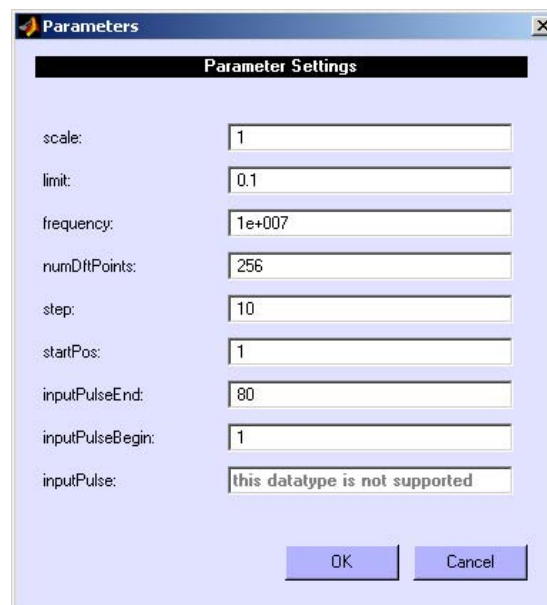 Parameters
Parameter Settings
scale: 1
limit: 0.1
frequency: 1e+007
numDftPoints: 256
step: 10
startPos: 1
inputPulseEnd: 80
inputPulseBegin: 1
inputPulse: this datatype is not supported
OK Cancel